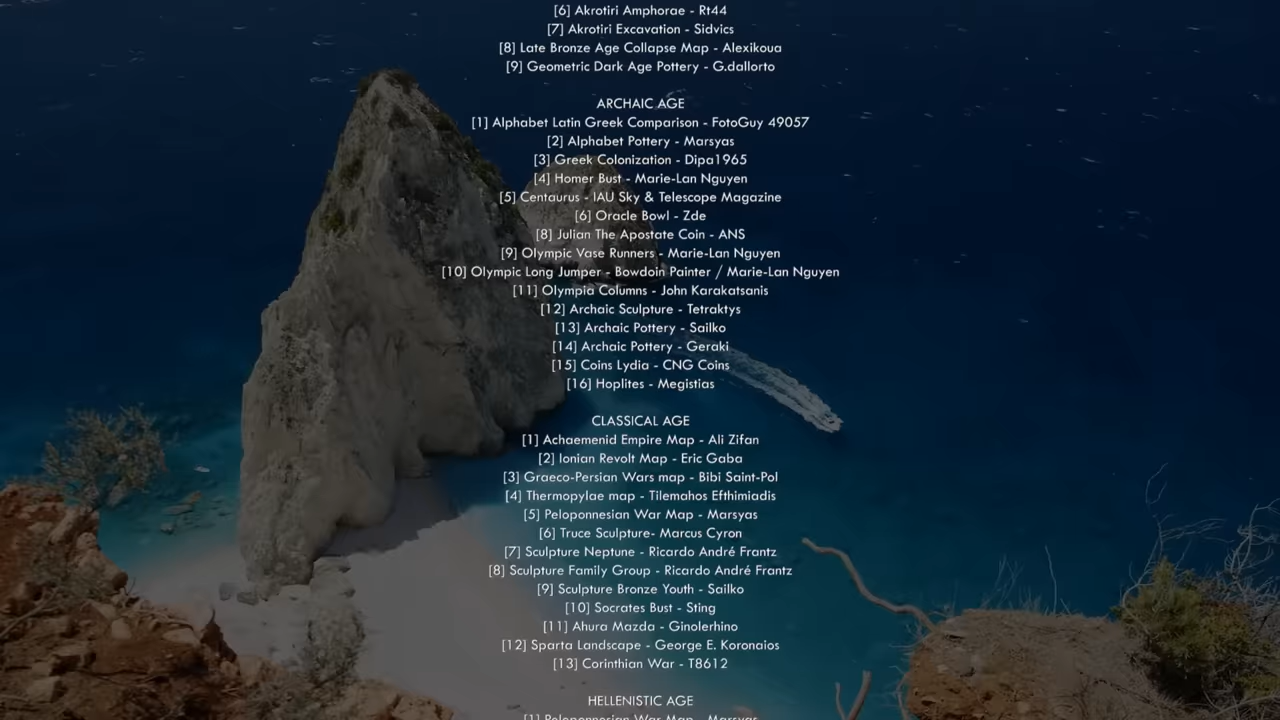 [6] Akrotiri Amphorae - Rt44
[7] Akrotiri Excavation - Sidvics
[8] Late Bronze Age Collapse Map - Alexikoua
[9] Geometric Dark Age Pottery - G.dallorto
ARCHAIC AGE
[1] Alphabet Latin Greek Comparison - FotoGuy 49057
[2] Alphabet Pottery - Marsyas
[3] Greek Colonization - Dipa1965
[4] Homer Bust - Marie-Lan Nguyen
[5] Centaurus - IAU Sky & Telescope Magazine
[6] Oracle Bowl - Zde
[8] Julian The Apostate Coin - ANS
[9] Olympic Vase Runners - Marie-Lan Nguyen
[10] Olympic Long Jumper - Bowdoin Painter / Marie-Lan Nguyen
[11] Olympia Columns - John Karakatsanis
[12] Archaic Sculpture - Tetraktys
[13] Archaic Pottery - Sailko
[14] Archaic Pottery - Geraki
[15] Coins Lydia - CNG Coins
[16] Hoplites - Megistias
CLASSICAL AGE
[1] Achaemenid Empire Map - Ali Zifan
[2] Ionian Revolt Map - Eric Gaba
[3] Graeco-Persian Wars map - Bibi Saint-Pol
[4] Thermopylae map - Tilemahos Efthimiadis
[5] Peloponnesian War Map - Marsyas
[6] Truce Sculpture- Marcus Cyron
[7] Sculpture Neptune - Ricardo André Frantz
[8] Sculpture Family Group - Ricardo André Frantz
[9] Sculpture Bronze Youth - Sailko
[10] Socrates Bust - Sting
[11] Ahura Mazda - Ginolerhino
[12] Sparta Landscape - George E. Koronaios
[13] Corinthian War - T8612
HELLENISTIC AGE
[1] Peloponnesian War Map - Marsyas